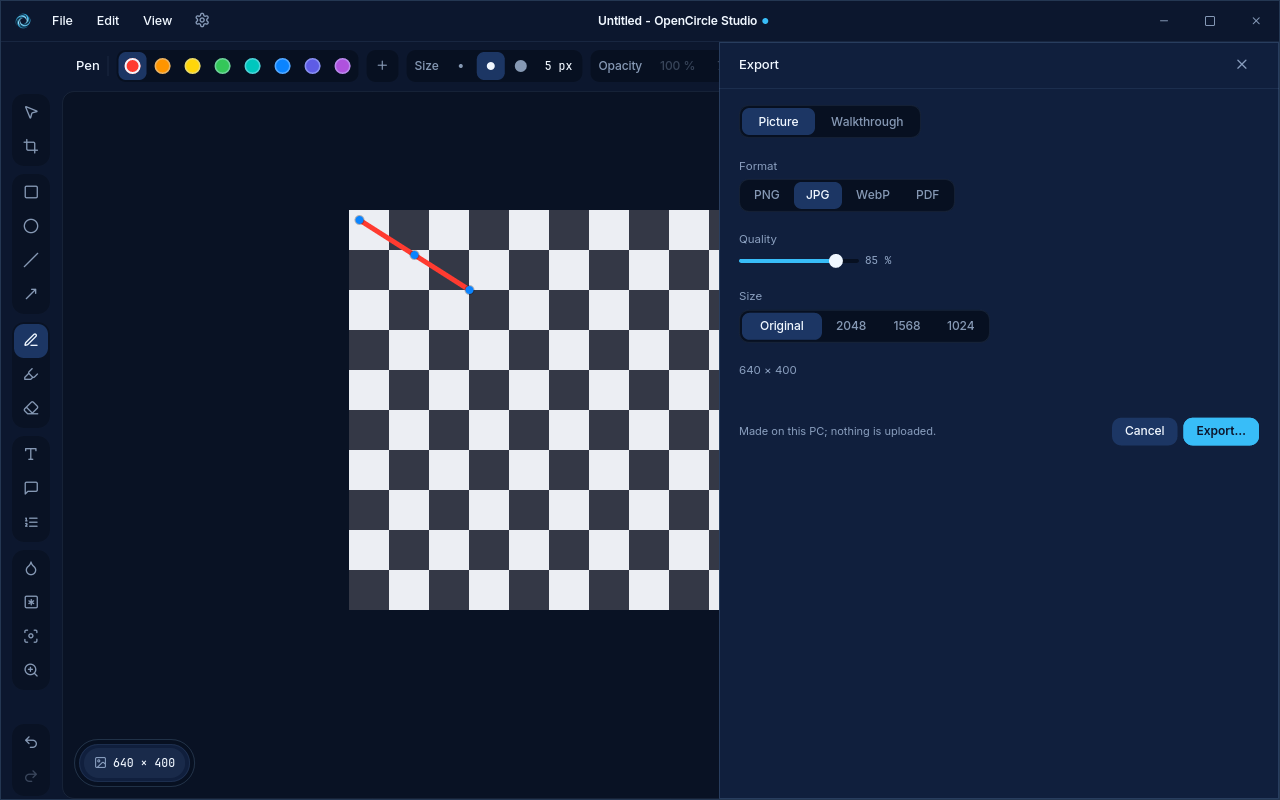 File Edit View Untitled - OpenCircle Studio
Pen Size 5 px Opacity 100 %
Export
Picture Walkthrough
Format
PNG JPG WebP PDF
Quality
85 %
Size
Original 2048 1568 1024
640 × 400
Made on this PC; nothing is uploaded. Cancel Export...
640 × 400